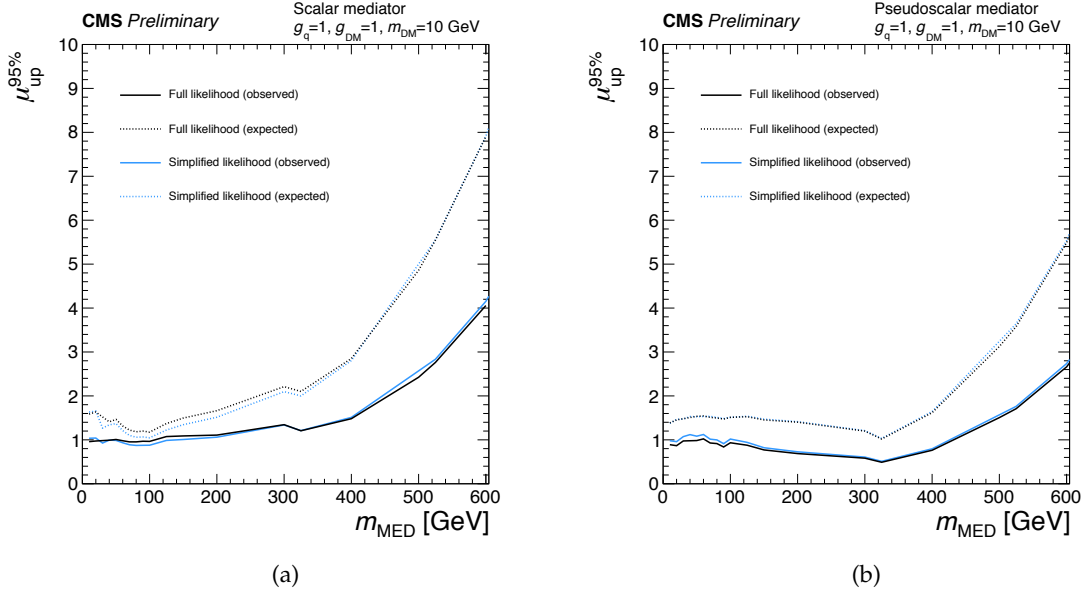 CMS Preliminary
Scalar mediator
g_q=1, g_DM=1, m_DM=10 GeV
μ_up^95%
10
9
8
7
6
5
4
3
2
1
0
Full likelihood (observed)
Full likelihood (expected)
Simplified likelihood (observed)
Simplified likelihood (expected)
0 100 200 300 400 500 600
m_MED [GeV]
(a)
CMS Preliminary
Pseudoscalar mediator
g_q=1, g_DM=1, m_DM=10 GeV
μ_up^95%
10
9
8
7
6
5
4
3
2
1
0
Full likelihood (observed)
Full likelihood (expected)
Simplified likelihood (observed)
Simplified likelihood (expected)
0 100 200 300 400 500 600
m_MED [GeV]
(b)